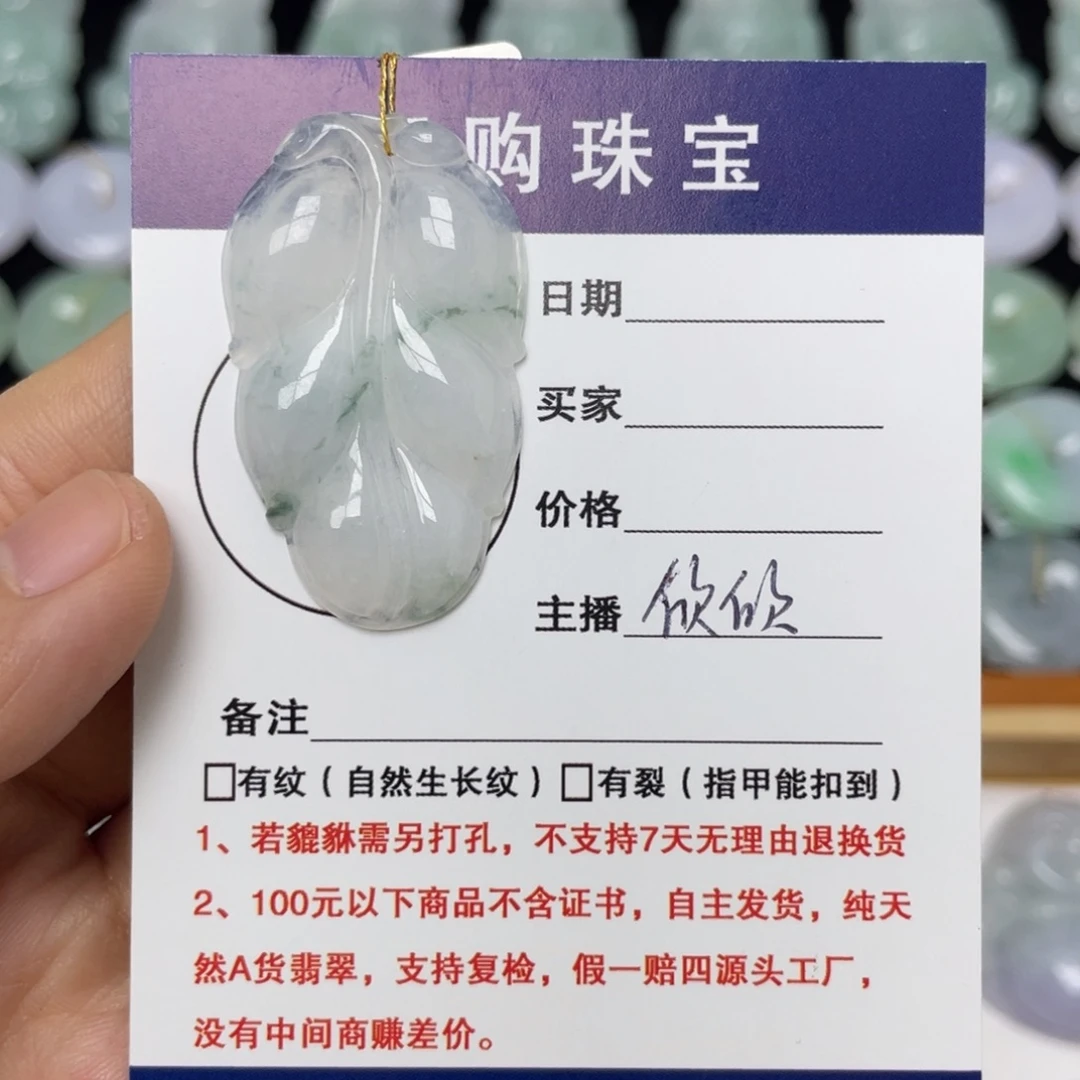 购珠宝
日期
买家
价格
主播 欣欣
备注
□有纹（自然生长纹）□有裂（指甲能扣到）
1、若貔貅需另打孔，不支持7天无理由退换货
2、100元以下商品不含证书，自主发货，纯天
然A货翡翠，支持复检，假一赔四源头工厂，
没有中间商赚差价。